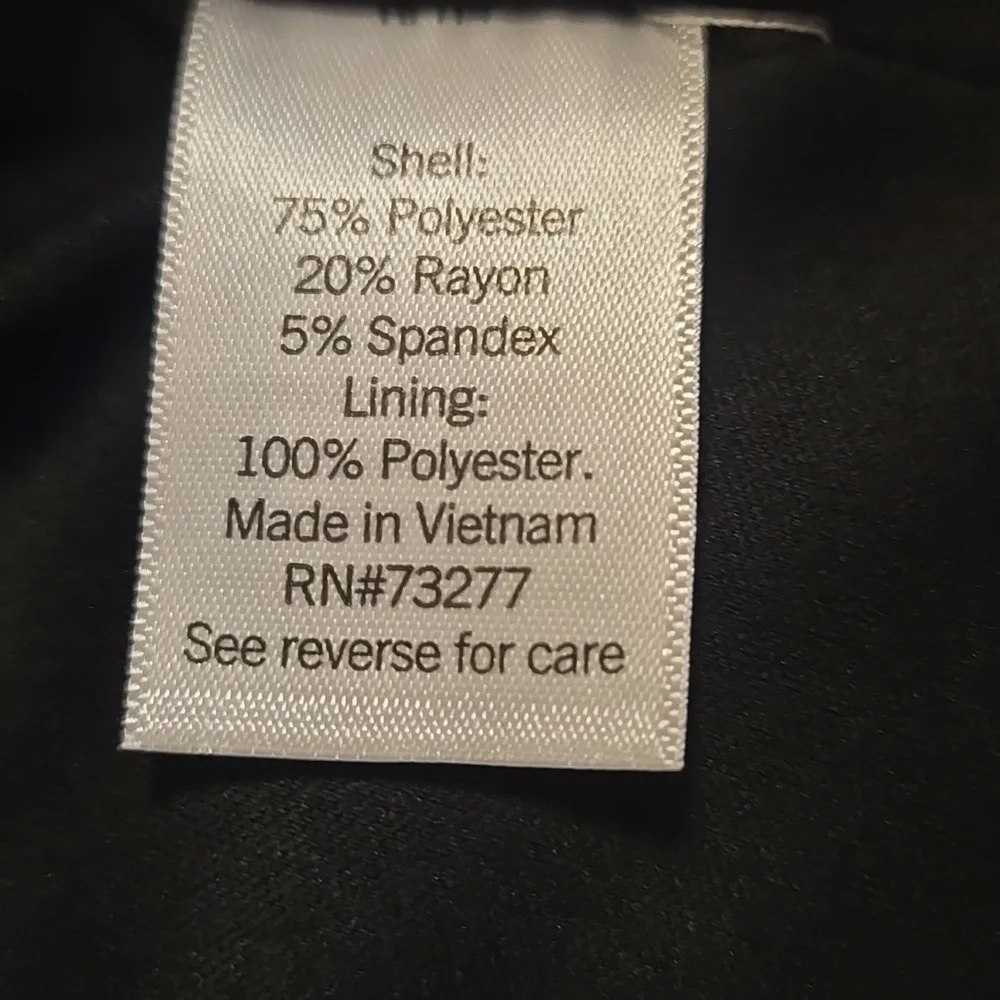 Shell:
75% Polyester
20% Rayon
5% Spandex
Lining:
100% Polyester.
Made in Vietnam
RN#73277
See reverse for care